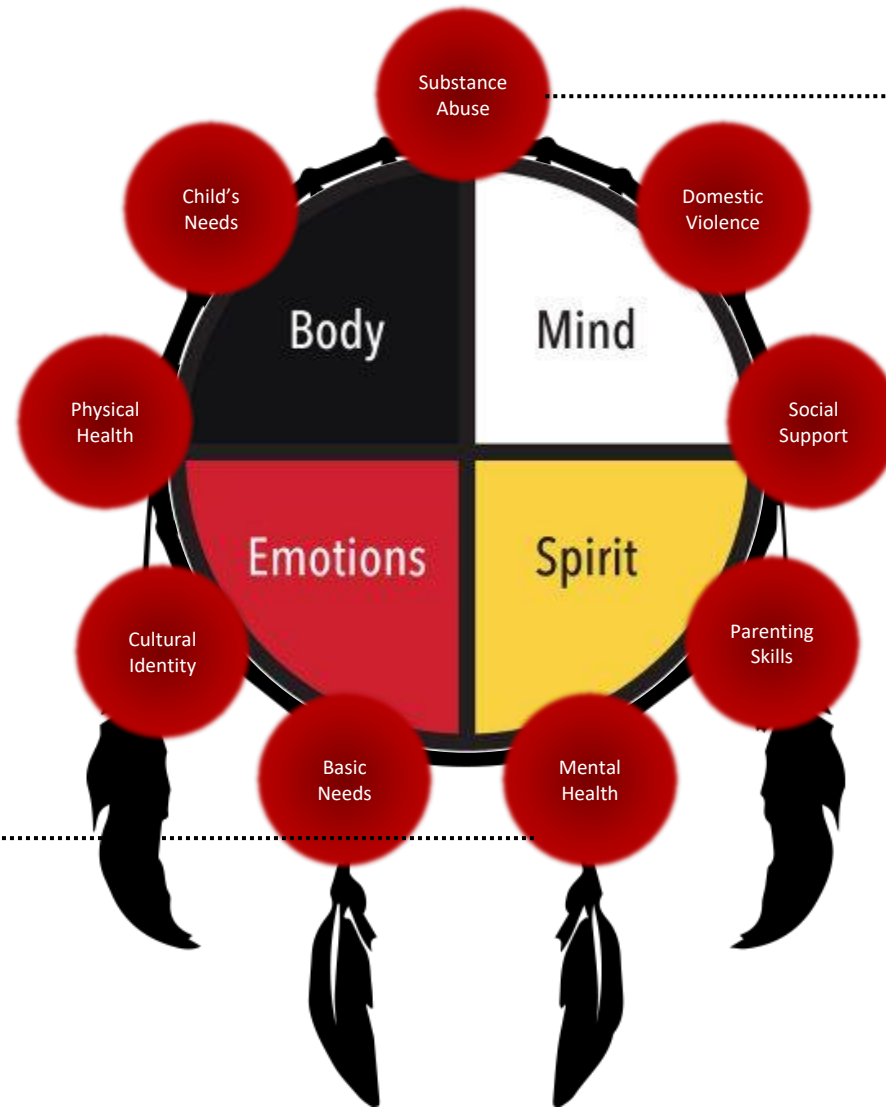 Substance
Abuse
Child’s
Needs
Domestic
Violence
Body
Mind
Physical
Health
Social
Support
Emotions
Spirit
Cultural
Identity
Parenting
Skills
Basic
Needs
Mental
Health